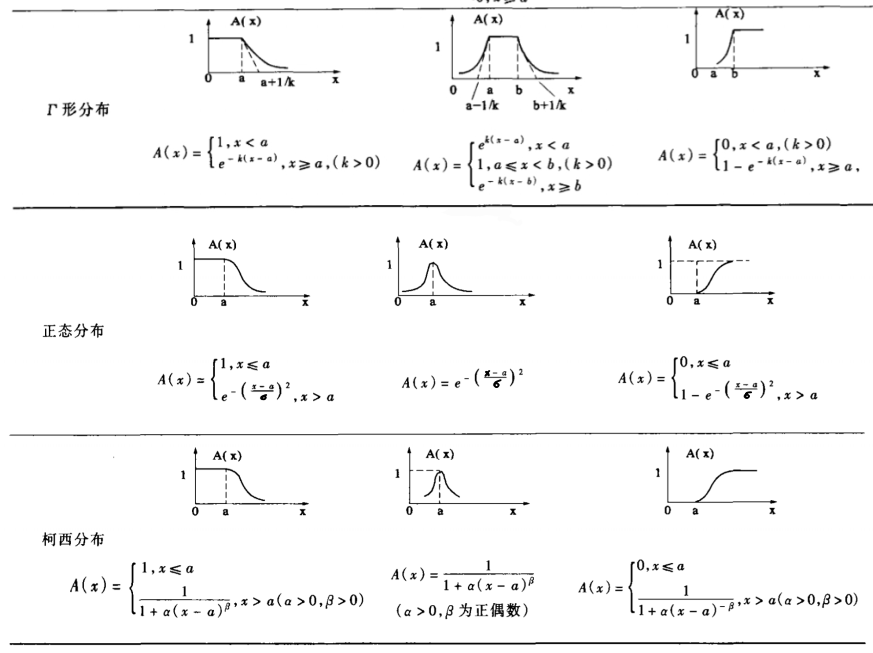 A(x) A(x) A(x)
1 1 1
0 a a+1/k x 0 a b x 0 a b x
a-1/k b+1/k
Γ形分布
A(x)={1,x<a e^{-k(x-a)},x≥a,(k>0) A(x)={e^{k(x-a)},x<a 1,a≤x<b,(k>0) e^{-k(x-b)},x≥b A(x)={0,x<a,(k>0) 1-e^{-k(x-a)},x≥a,
A(x) A(x) A(x)
1 1 1
0 a x 0 a x 0 a x
正态分布
A(x)={1,x≤a e^{-((x-a)/σ)^2},x>a A(x)=e^{-((x-a)/σ)^2} A(x)={0,x≤a 1-e^{-((x-a)/σ)^2},x>a
A(x) A(x) A(x)
1 1 1
0 a x 0 a x 0 a x
柯西分布
A(x)={1,x≤a 1/(1+α(x-a)^β),x>a(α>0,β>0) A(x)=1/(1+α(x-a)^β) A(x)={0,x≤a 1/(1+α(x-a)^{-β}),x>a(α>0,β>0)
(α>0,β为正偶数)